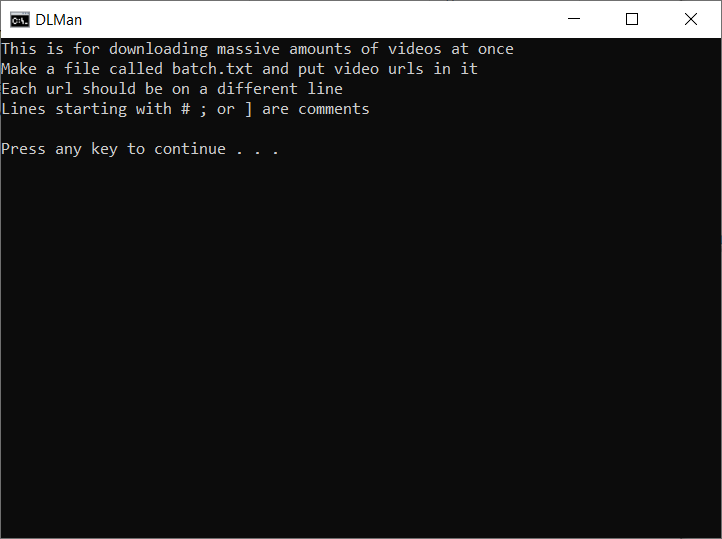 DLMan
This is for downloading massive amounts of videos at once
Make a file called batch.txt and put video urls in it
Each url should be on a different line
Lines starting with # ; or ] are comments
Press any key to continue . . .